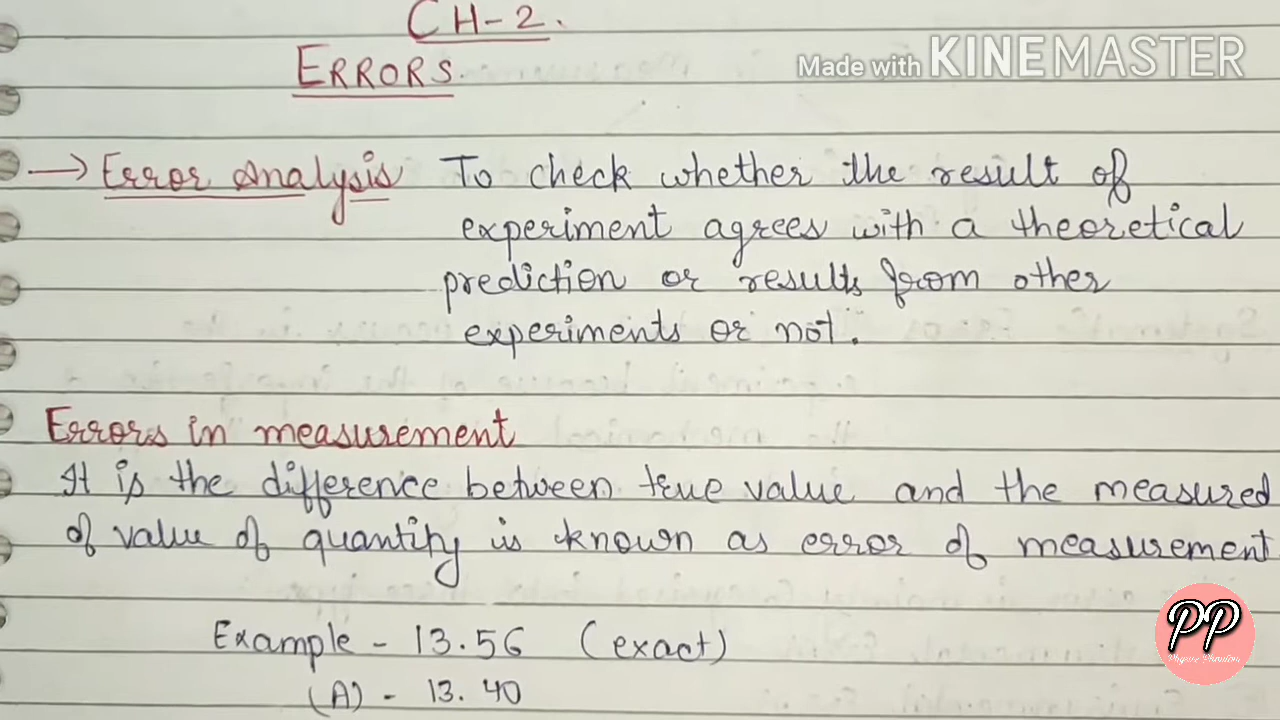 CH-2.
ERRORS.
Made with KINEMASTER
→ Error Analysis To check whether the result of
experiment agrees with a theoretical
prediction or results from other
experiments or not.
Errors in measurement
It is the difference between true value and the measured
of value of quantity is known as error of measurement
Example - 13.56 (exact)
(A) - 13.40
PP